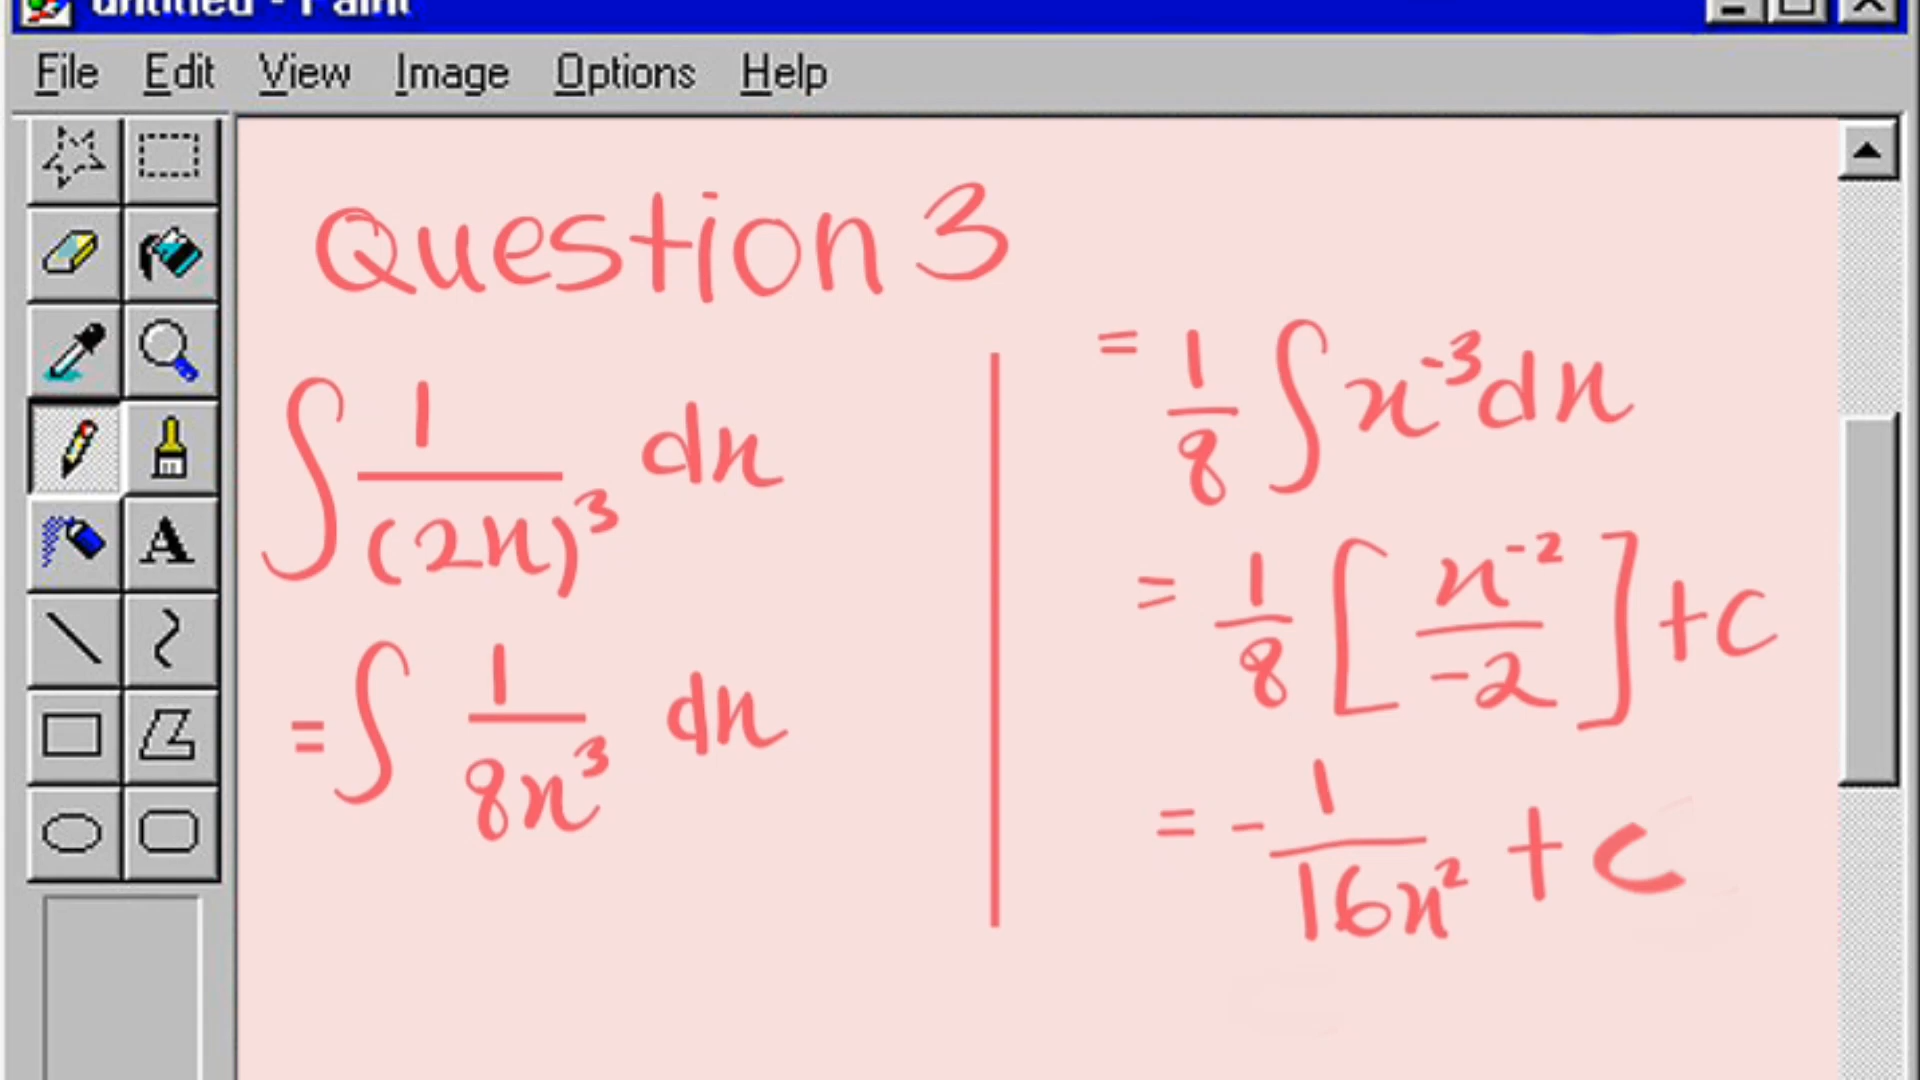 untitled - Paint
File Edit View Image Options Help
Question 3
∫ 1/(2x)³ dx
= ∫ 1/8x³ dx
= 1/8 ∫ x⁻³ dx
= 1/8 [x⁻²/-2] + c
= - 1/16x² + c
A